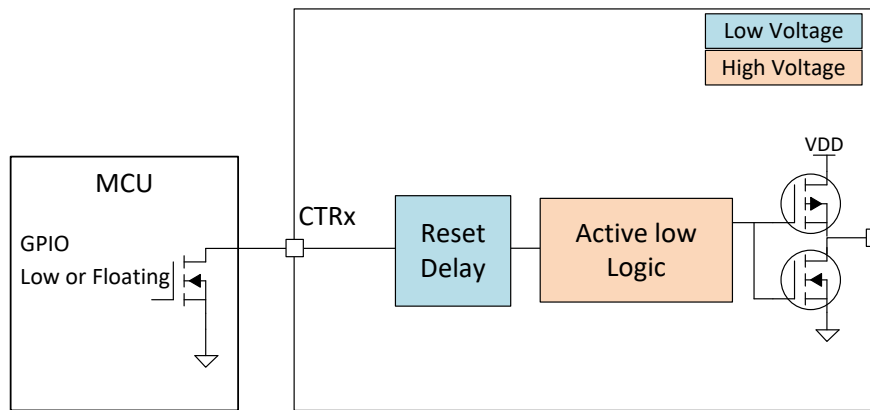 Low Voltage
High Voltage
VDD
MCU
CTRx
GPIO
Low or Floating
Reset
Delay
Active low
Logic